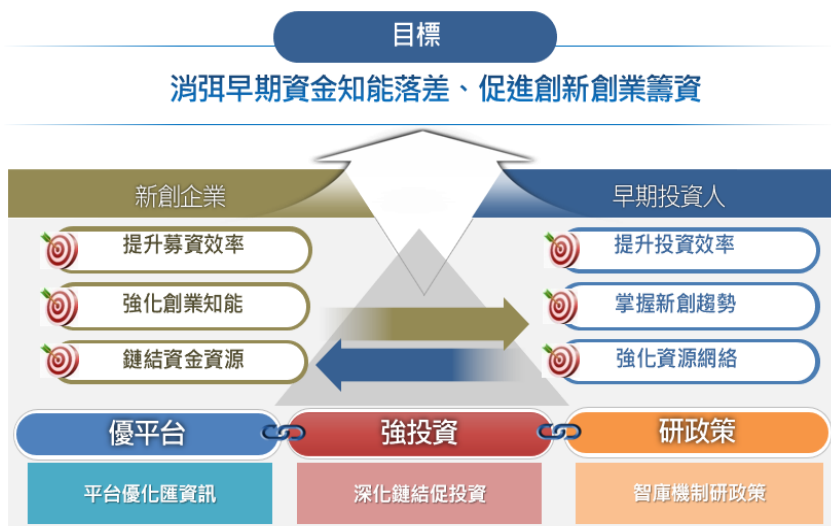 目標
消弭早期資金知能落差、促進創新創業籌資
新創企業
提升募資效率
強化創業知能
鏈結資金資源
早期投資人
提升投資效率
掌握新創趨勢
強化資源網絡
優平台
強投資
研政策
平台優化匯資訊
深化鏈結促投資
智庫機制研政策